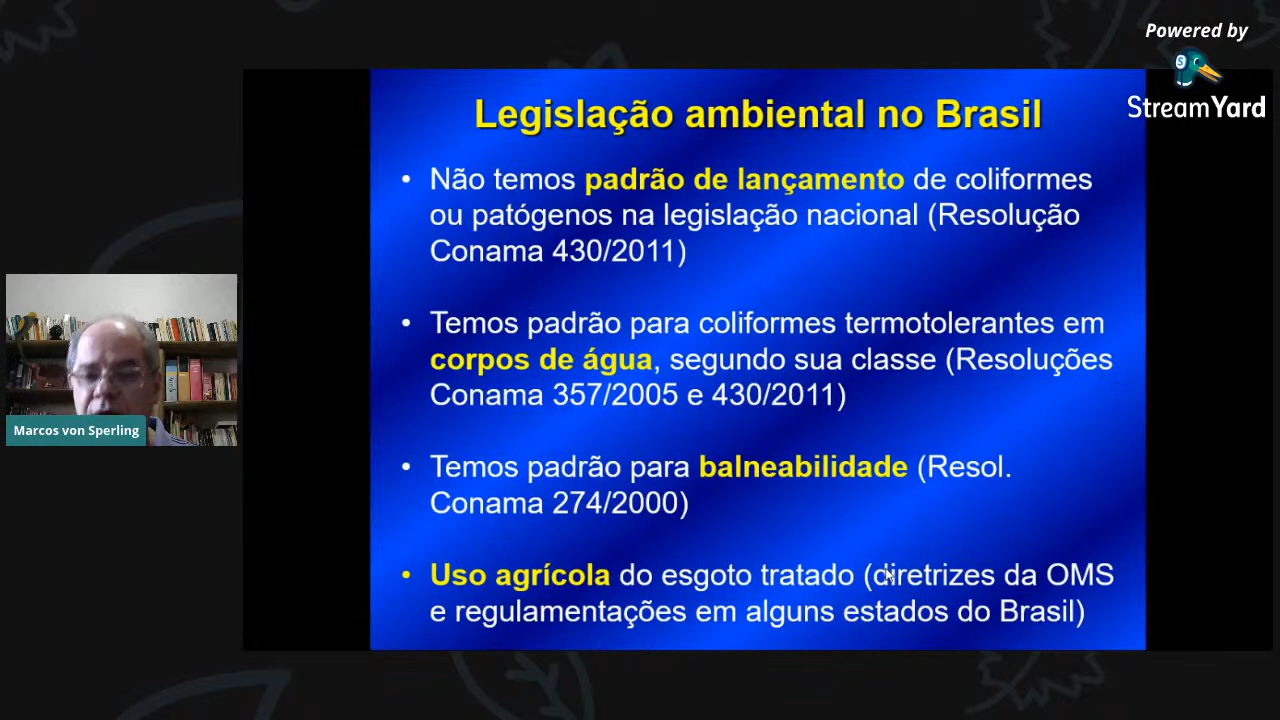 Powered by
StreamYard
Legislação ambiental no Brasil
• Não temos padrão de lançamento de coliformes
ou patógenos na legislação nacional (Resolução
Conama 430/2011)
• Temos padrão para coliformes termotolerantes em
corpos de água, segundo sua classe (Resoluções
Conama 357/2005 e 430/2011)
• Temos padrão para balneabilidade (Resol.
Conama 274/2000)
• Uso agrícola do esgoto tratado (diretrizes da OMS
e regulamentações em alguns estados do Brasil)
Marcos von Sperling